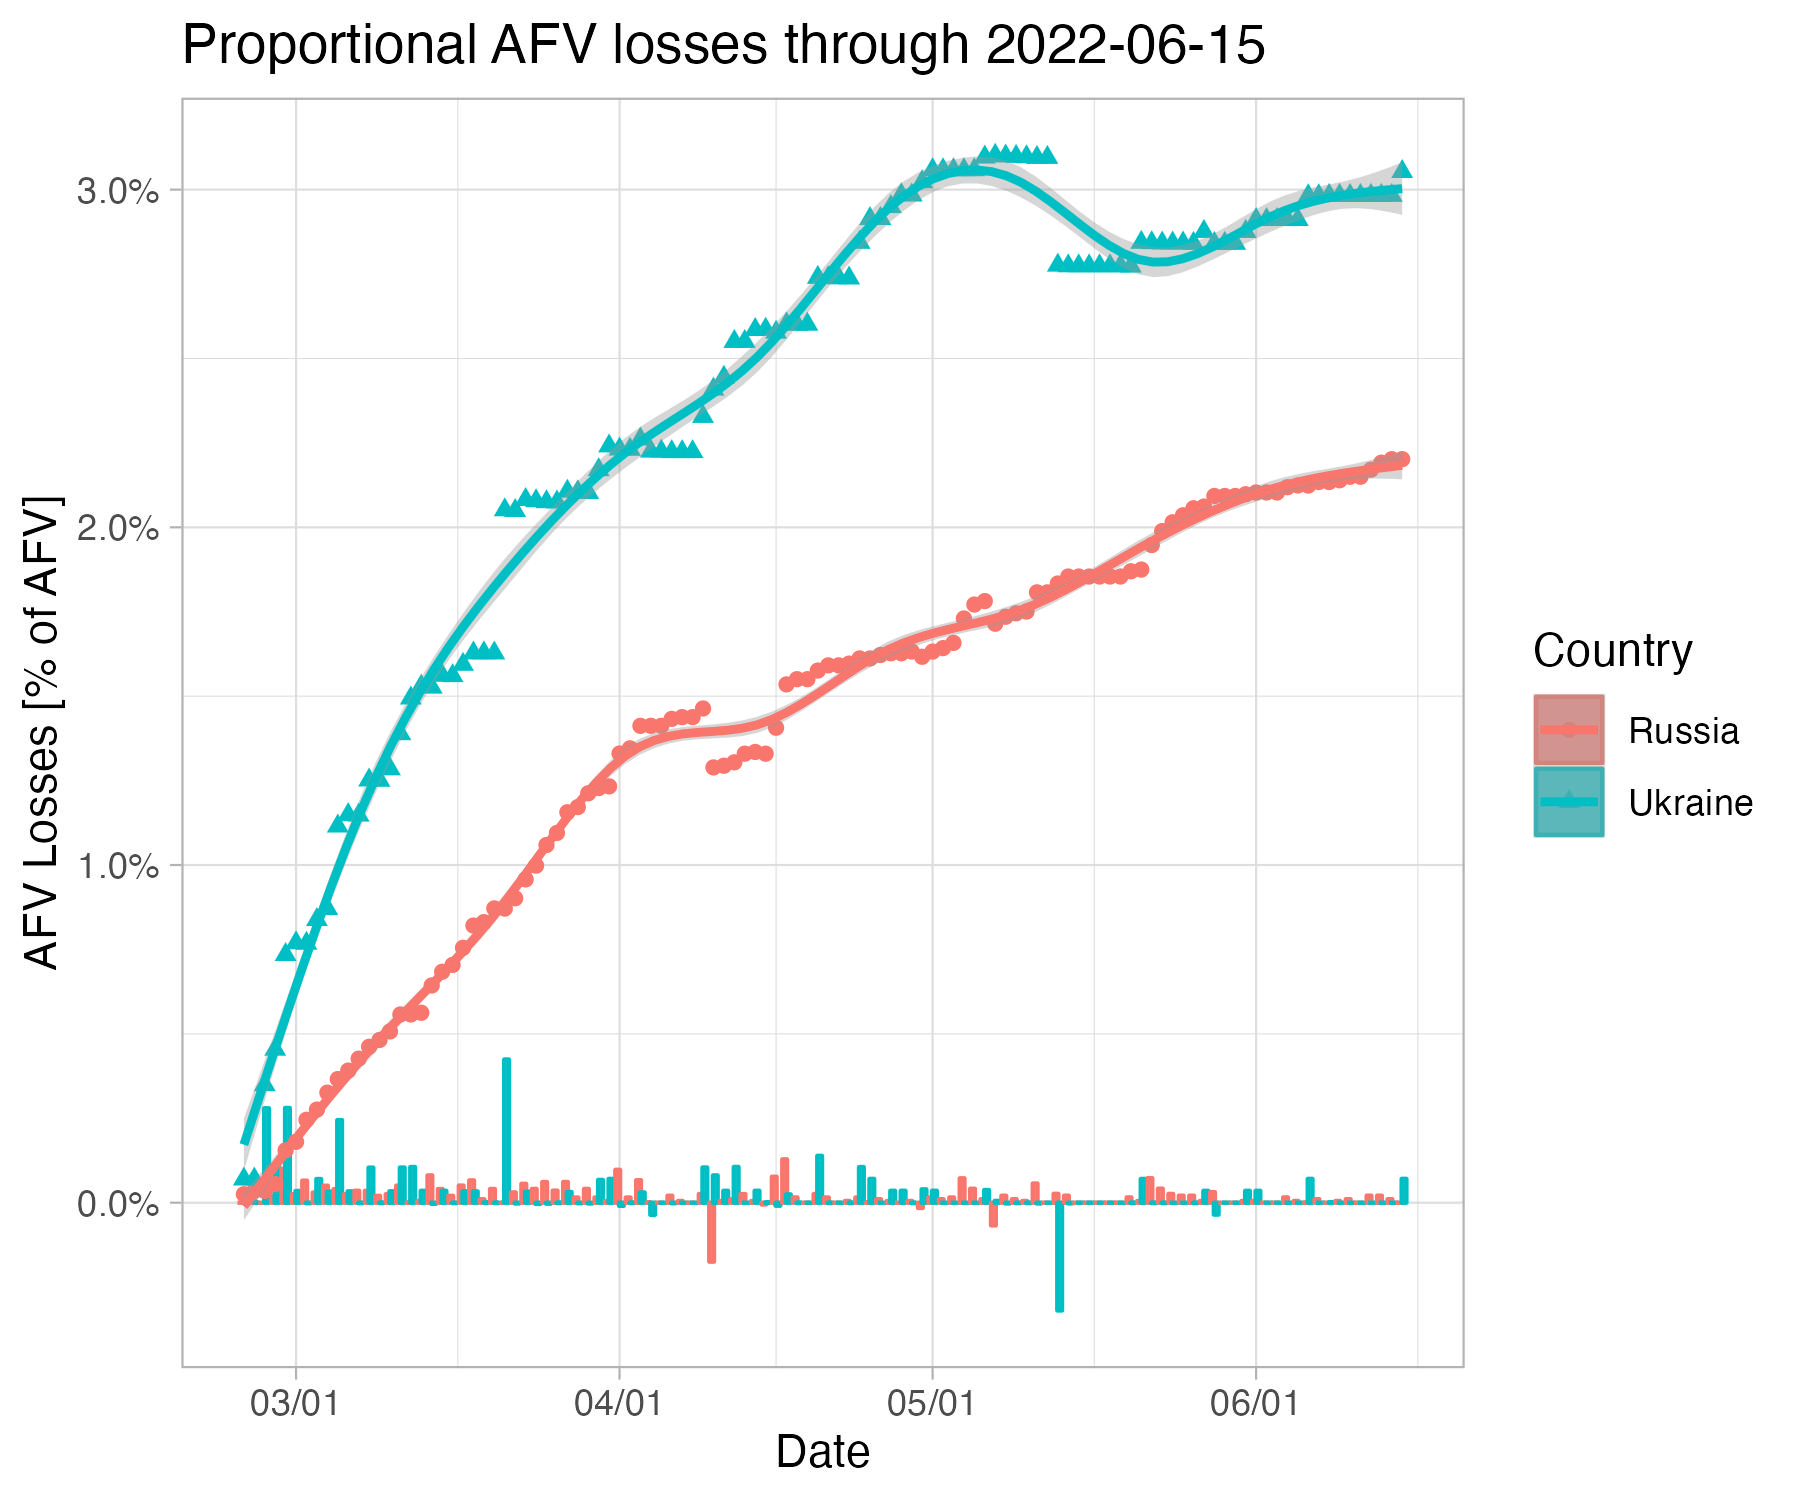 Proportional AFV losses through 2022-06-15
AFV Losses [% of AFV]
3.0%
2.0%
1.0%
0.0%
03/01
04/01
05/01
06/01
Date
Country
Russia
Ukraine